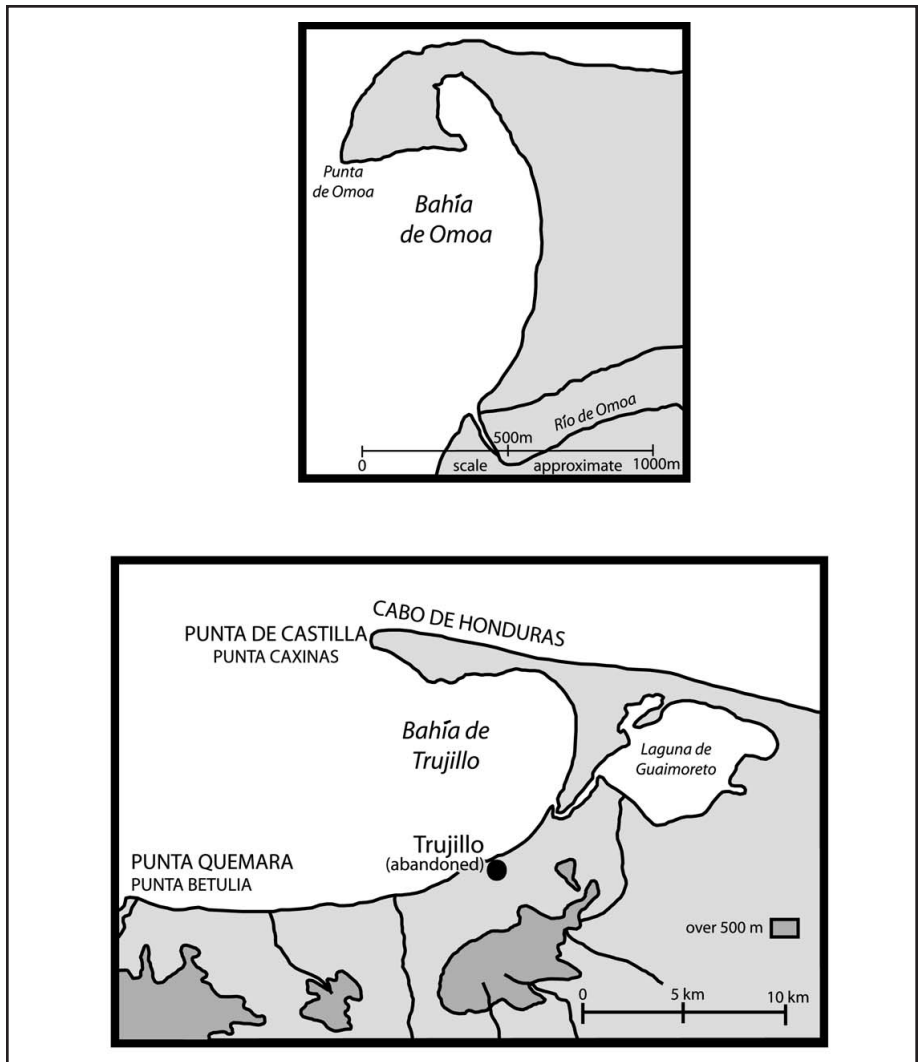 Punta
de Omoa
Bahía
de Omoa
Río de Omoa
500m
0
scale
approximate
1000m
CABO DE HONDURAS
PUNTA DE CASTILLA
PUNTA CAXINAS
Bahía de
Trujillo
Laguna de
Guaimoreto
Trujillo
(abandoned)
PUNTA QUEMARA
PUNTA BETULIA
over 500 m
0
5 km
10 km